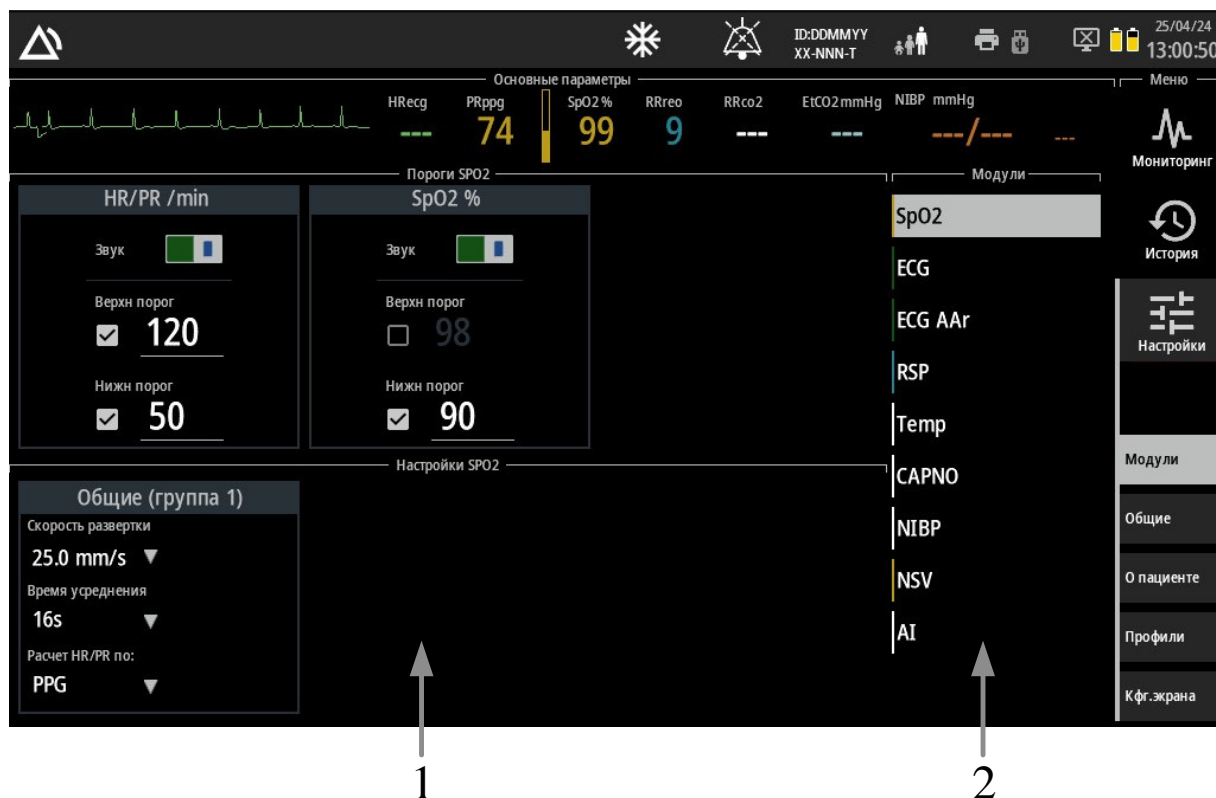 ID:DDMMYY
XX-NNN-T
25/04/24
13:00:50
Основные параметры
Меню
HRecg PRppg SpO2% RRreo RRco2 EtCO2mmHg NIBP mmHg
--- 74 99 9 --- --- ---/--- ---
Мониторинг
Пороги SPO2
Модули
HR/PR /min
SpO2 %
SpO2
Звук
Звук
История
ECG
Верхн порог
Верхн порог
120
98
ECG AAr
Настройки
RSP
Нижн порог
Нижн порог
50
90
Temp
Настройки SPO2
Модули
CAPNO
Общие (группа 1)
Скорость развертки
25.0 mm/s ▼
Время усреднения
16s ▼
Расчет HR/PR по:
PPG ▼
NIBP
NSV
AI
Общие
О пациенте
Профили
Кфг.экрана
1
2